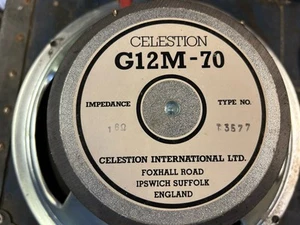 CELESTION
G12M-70
IMPEDANCE TYPE NO.
T3577
CELESTION INTERNATIONAL LTD.
FOXHALL ROAD
IPSWICH SUFFOLK
ENGLAND